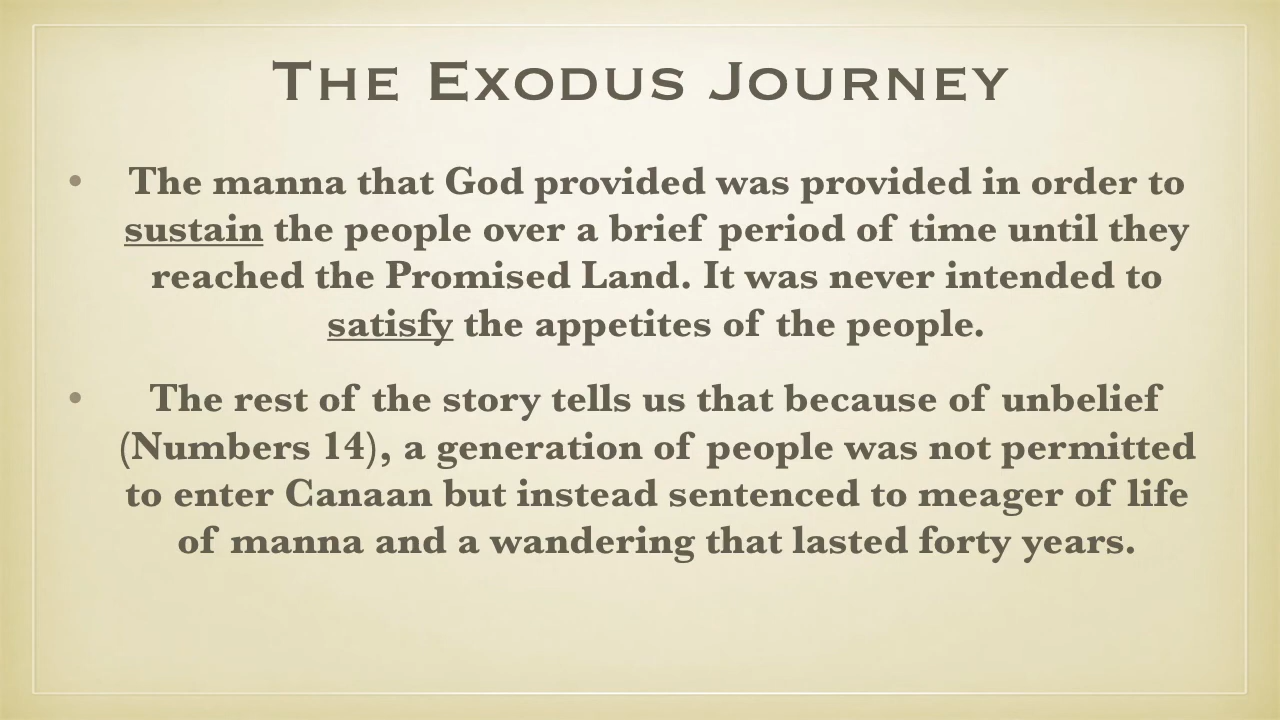 The Exodus Journey
• The manna that God provided was provided in order to
sustain the people over a brief period of time until they
reached the Promised Land. It was never intended to
satisfy the appetites of the people.
• The rest of the story tells us that because of unbelief
(Numbers 14), a generation of people was not permitted
to enter Canaan but instead sentenced to meager of life
of manna and a wandering that lasted forty years.